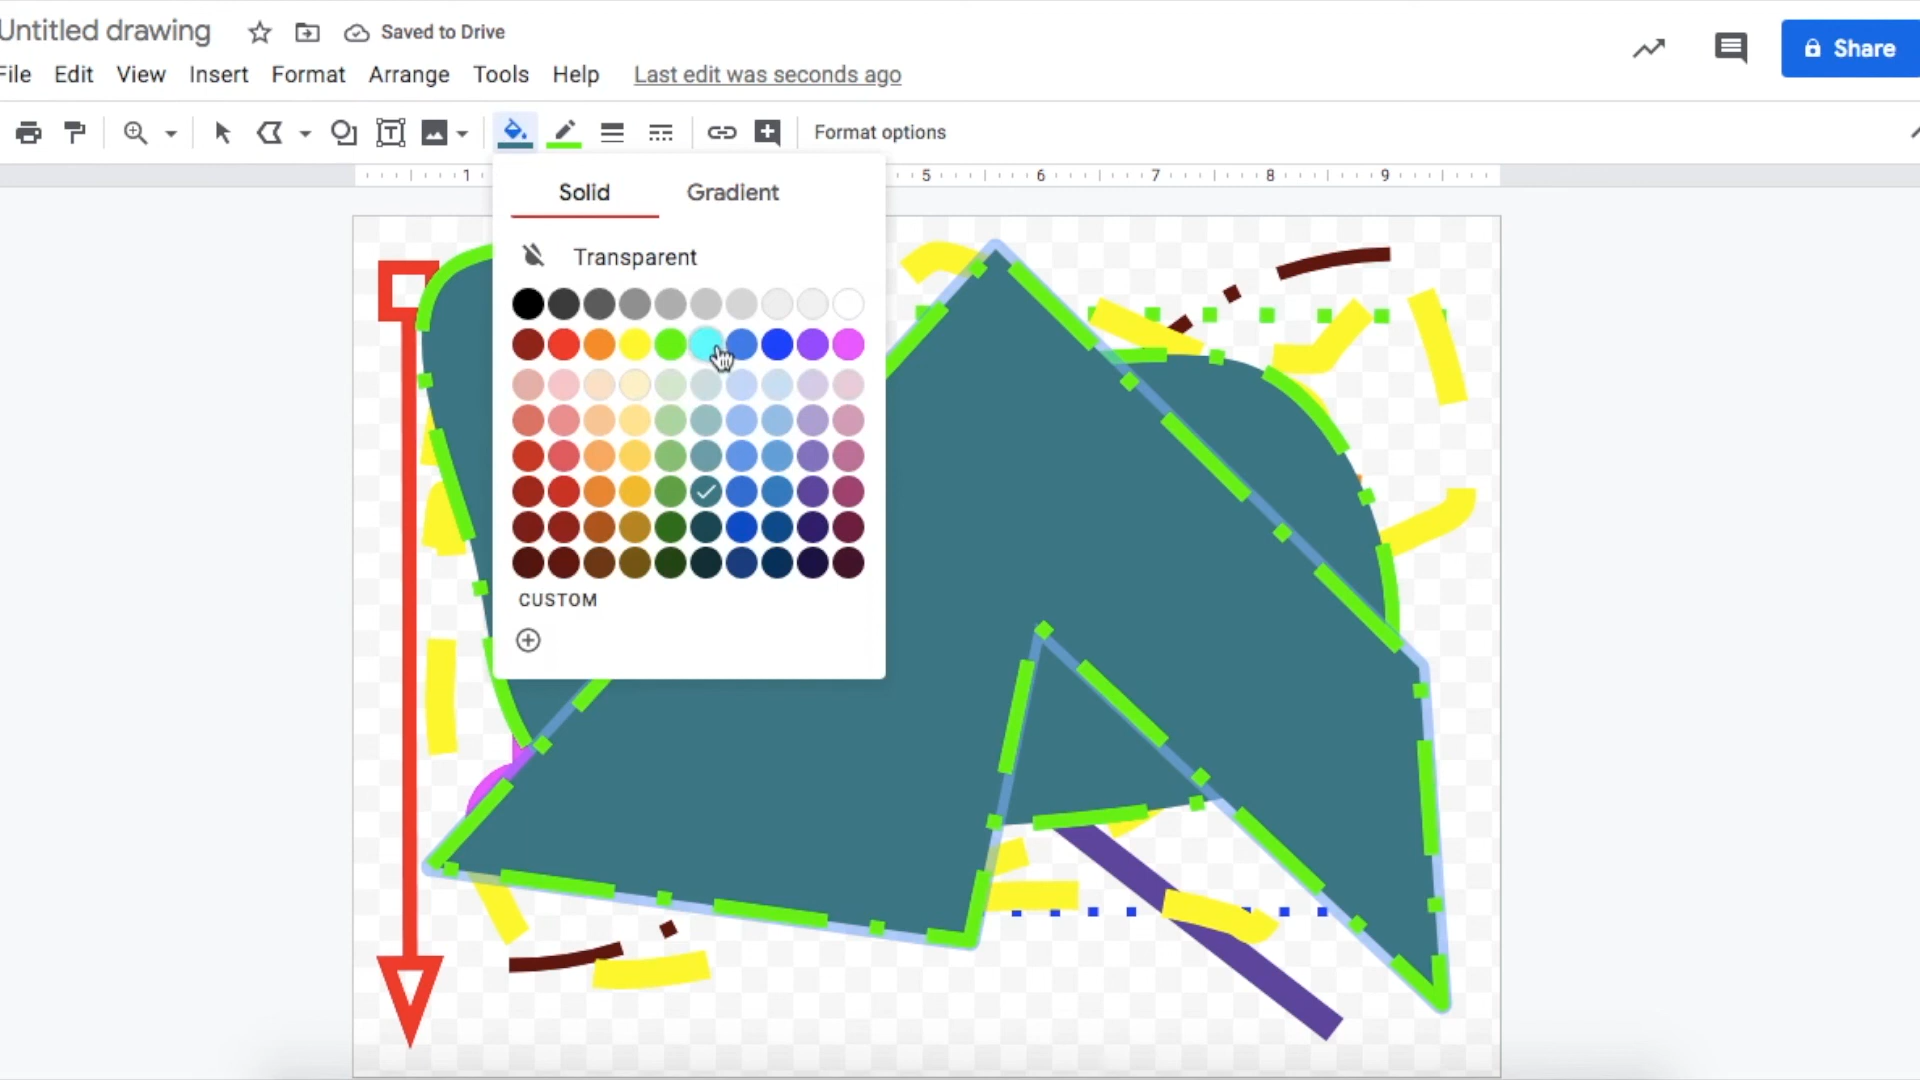 Untitled drawing
Saved to Drive
File Edit View Insert Format Arrange Tools Help Last edit was seconds ago
Share
Format options
1 5 6 7 8 9
Solid Gradient
Transparent
CUSTOM